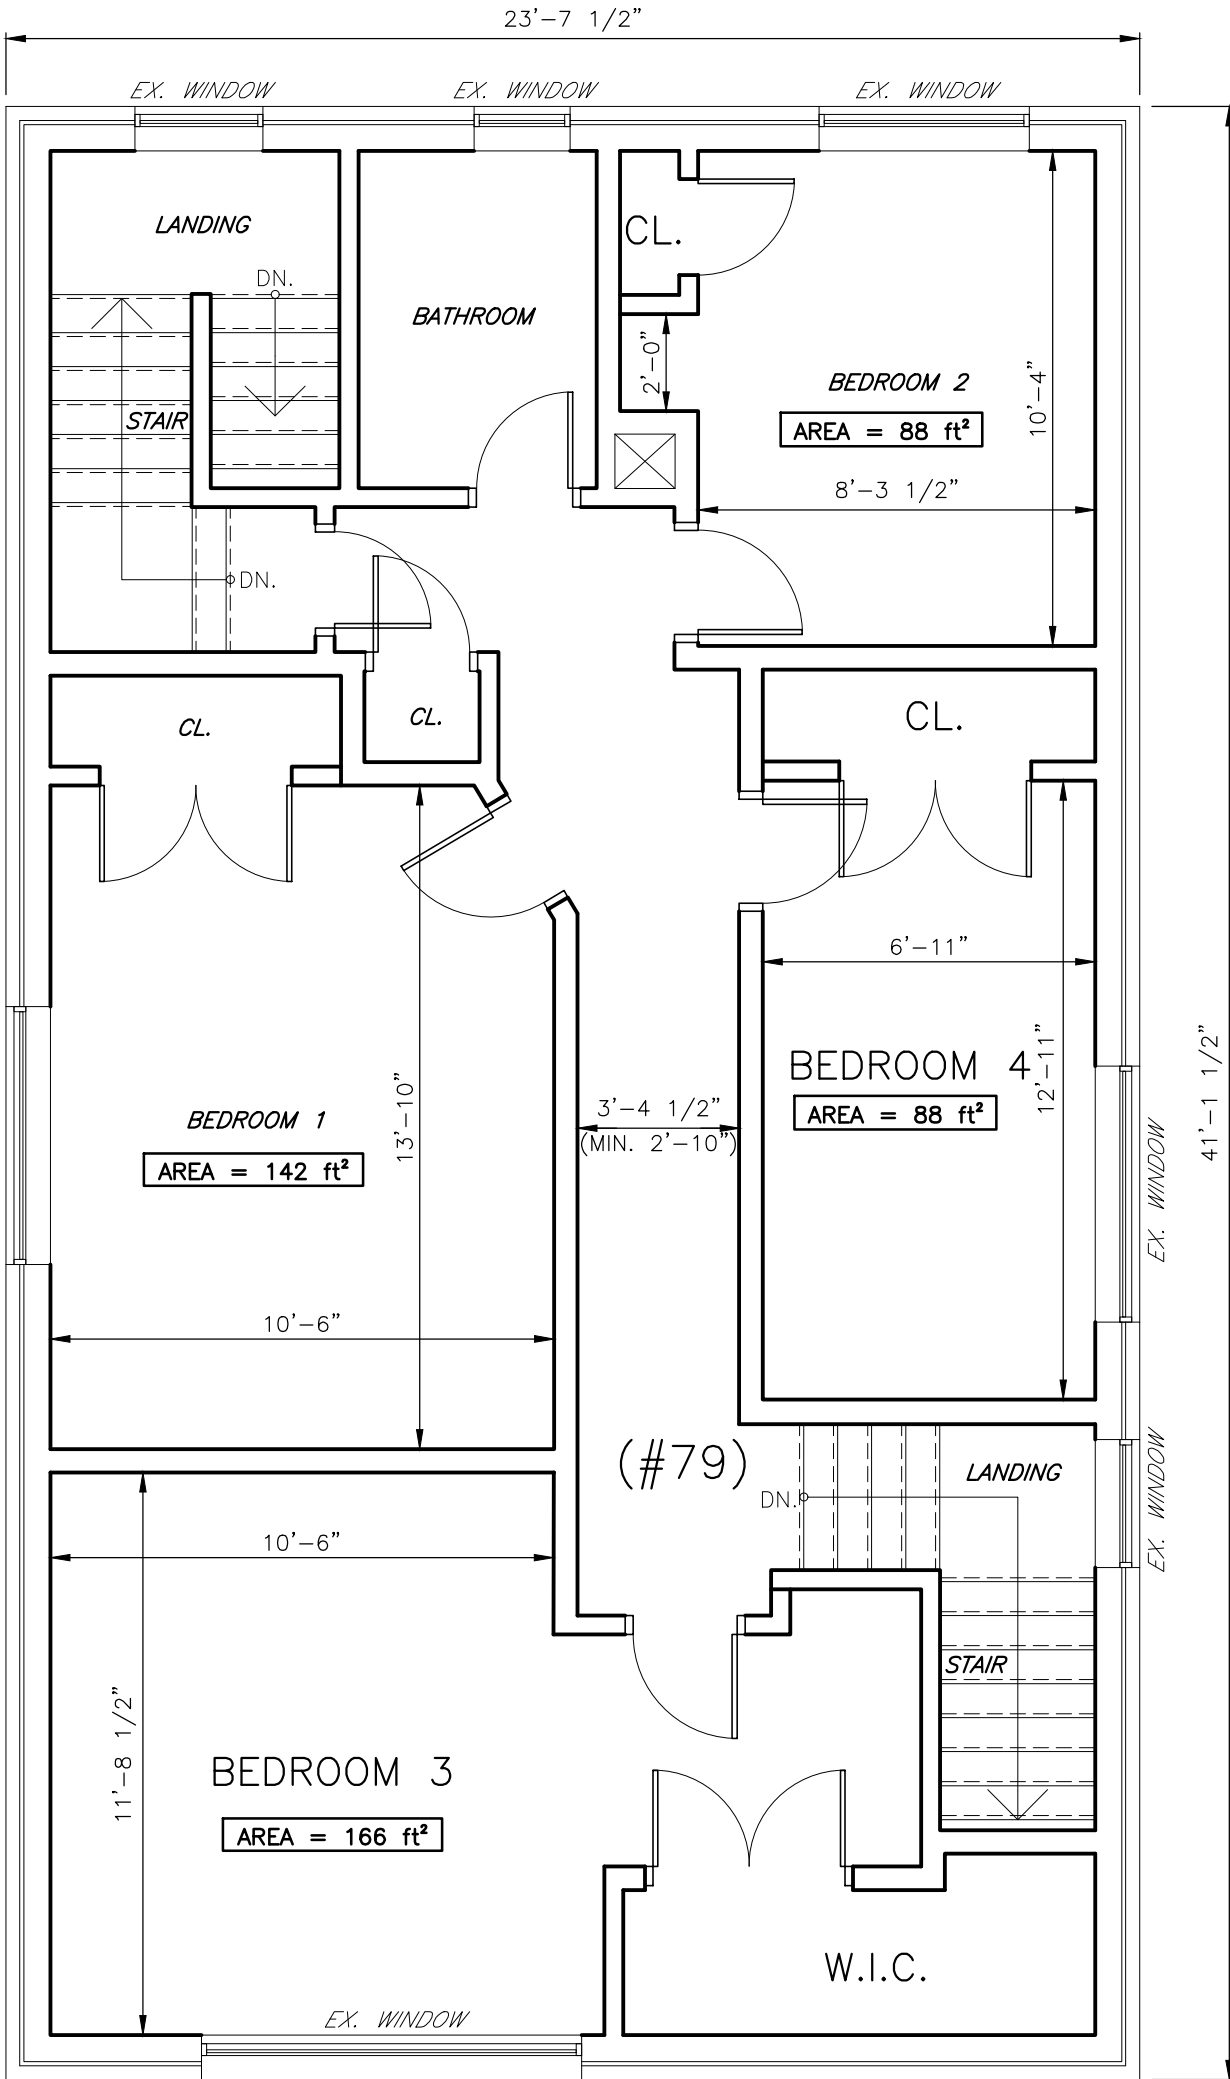 23'-7 1/2"
EX. WINDOW
EX. WINDOW
EX. WINDOW
LANDING
CL.
DN.
BATHROOM
2'-0"
BEDROOM 2
10'-4"
STAIR
AREA = 88 ft²
8'-3 1/2"
DN.
CL.
CL.
CL.
6'-11"
BEDROOM 4
12'-11"
41'-1 1/2"
AREA = 88 ft²
3'-4 1/2"
(MIN. 2'-10")
BEDROOM 1
13'-10"
AREA = 142 ft²
EX. WINDOW
10'-6"
(#79)
LANDING
DN.
EX. WINDOW
10'-6"
STAIR
11'-8 1/2"
BEDROOM 3
AREA = 166 ft²
W.I.C.
EX. WINDOW